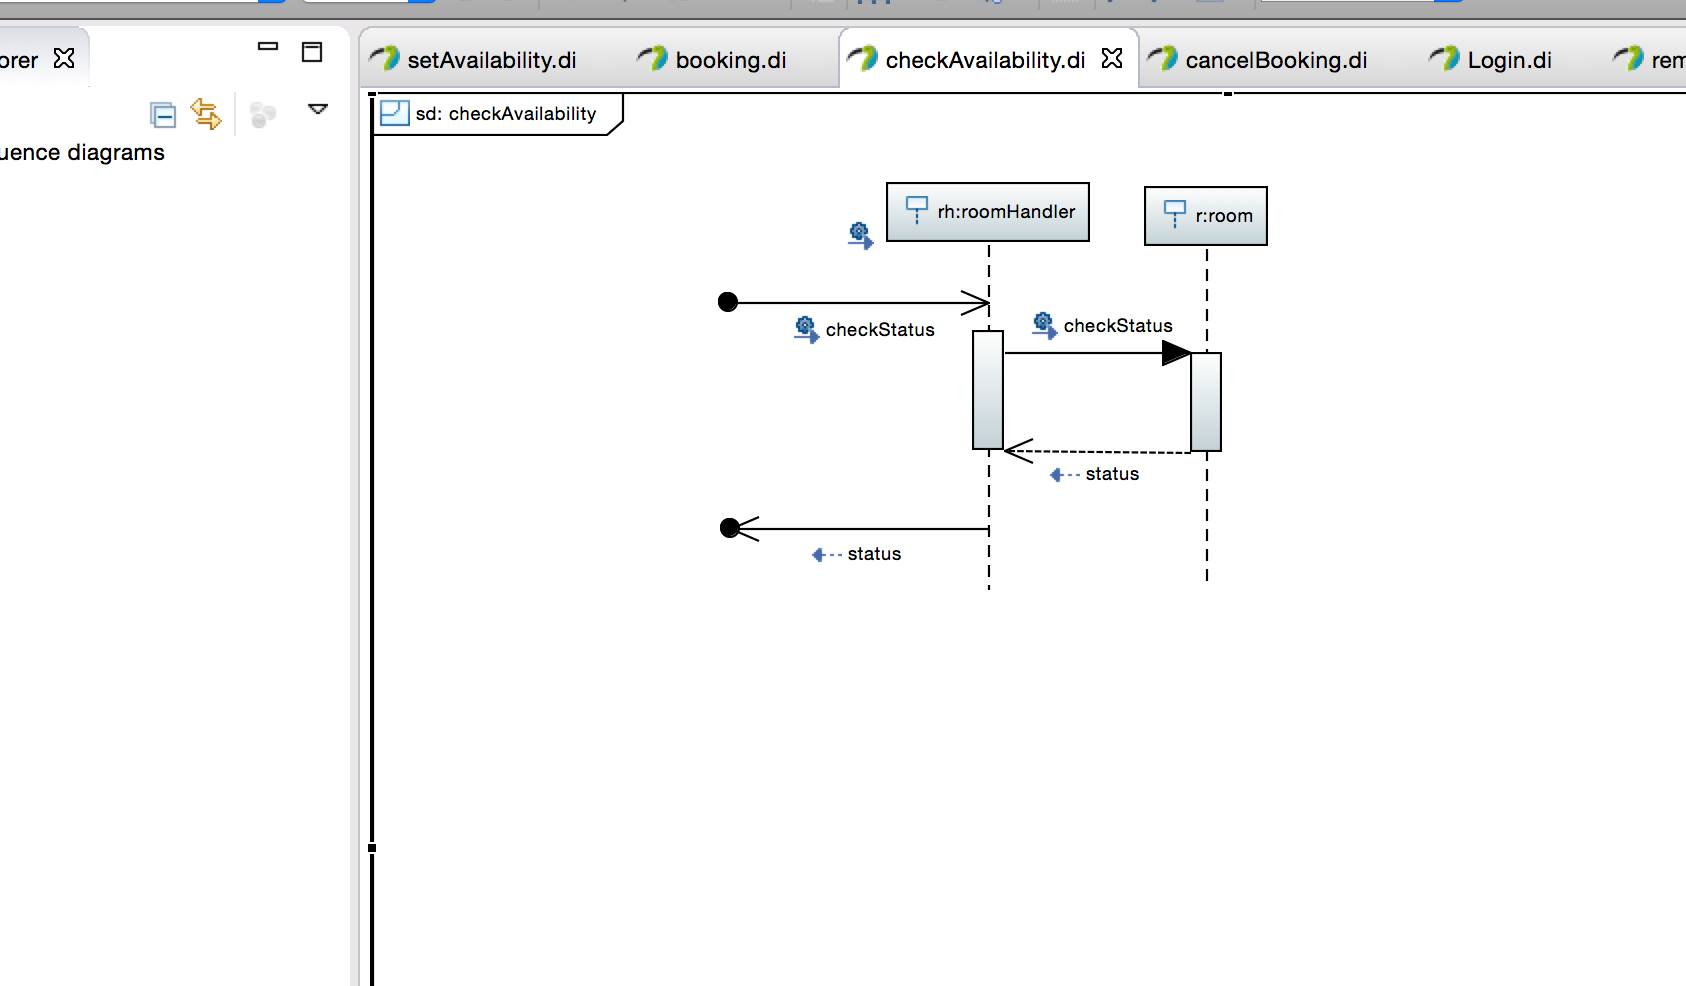 orer
setAvailability.di
booking.di
checkAvailability.di
cancelBooking.di
Login.di
rem
uence diagrams
sd: checkAvailability
rh:roomHandler
r:room
checkStatus
checkStatus
status
status